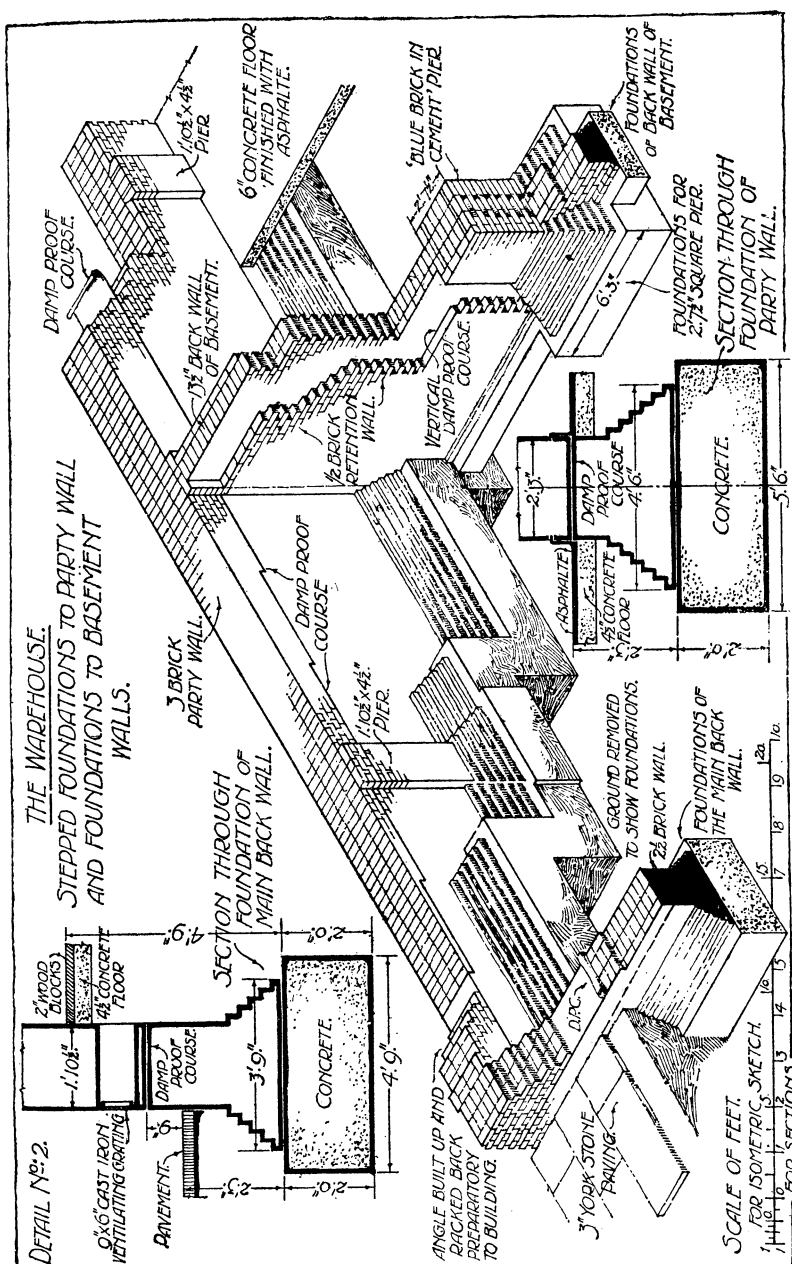 DETAIL Nº 2.
THE WAREHOUSE.
STEPPED FOUNDATIONS TO PARTY WALL
AND FOUNDATIONS TO BASEMENT
WALLS.
9"x6" CAST IRON
VENTILATING GRATING
PAVEMENT
1'.10½"
2" WOOD
BLOCKS
4½" CONCRETE
FLOOR
DAMP
PROOF
COURSE.
9"
2'.3"
4'.9"
3'.9"
2'.0"
2'.0"
CONCRETE
4'.9"
SECTION THROUGH
FOUNDATION OF
MAIN BACK WALL.
3 BRICK
PARTY WALL.
DAMP PROOF
COURSE.
1'.10½" x 4½"
PIER
6" CONCRETE FLOOR
FINISHED WITH
ASPHALTE.
13½" BACK WALL
OF BASEMENT.
½ BRICK
RETENTION
WALL.
VERTICAL
DAMP PROOF
COURSE
2'.7½"
'BLUE BRICK IN
CEMENT' PIER.
FOUNDATIONS
OF BACK WALL OF
BASEMENT.
6'.3"
FOUNDATIONS FOR
2'.7½" SQUARE PIER.
DAMP PROOF
COURSE
1'.10½" x 4½"
PIER.
ANGLE BUILT UP AND
RACKED BACK
PREPARATORY
TO BUILDING.
3" YORK STONE
PAVING.
D.P.C.
GROUND REMOVED
TO SHOW FOUNDATIONS.
2½ BRICK WALL.
FOUNDATIONS OF
THE MAIN BACK
WALL.
SECTION THROUGH
FOUNDATION OF
PARTY WALL.
2'.3"
ASPHALTE
4½" CONCRETE
FLOOR
DAMP
PROOF
COURSE
4'.6"
2'.3"
2'.0"
CONCRETE
5'.6"
SCALE OF FEET.
FOR ISOMETRIC SKETCH.
FOR SECTIONS